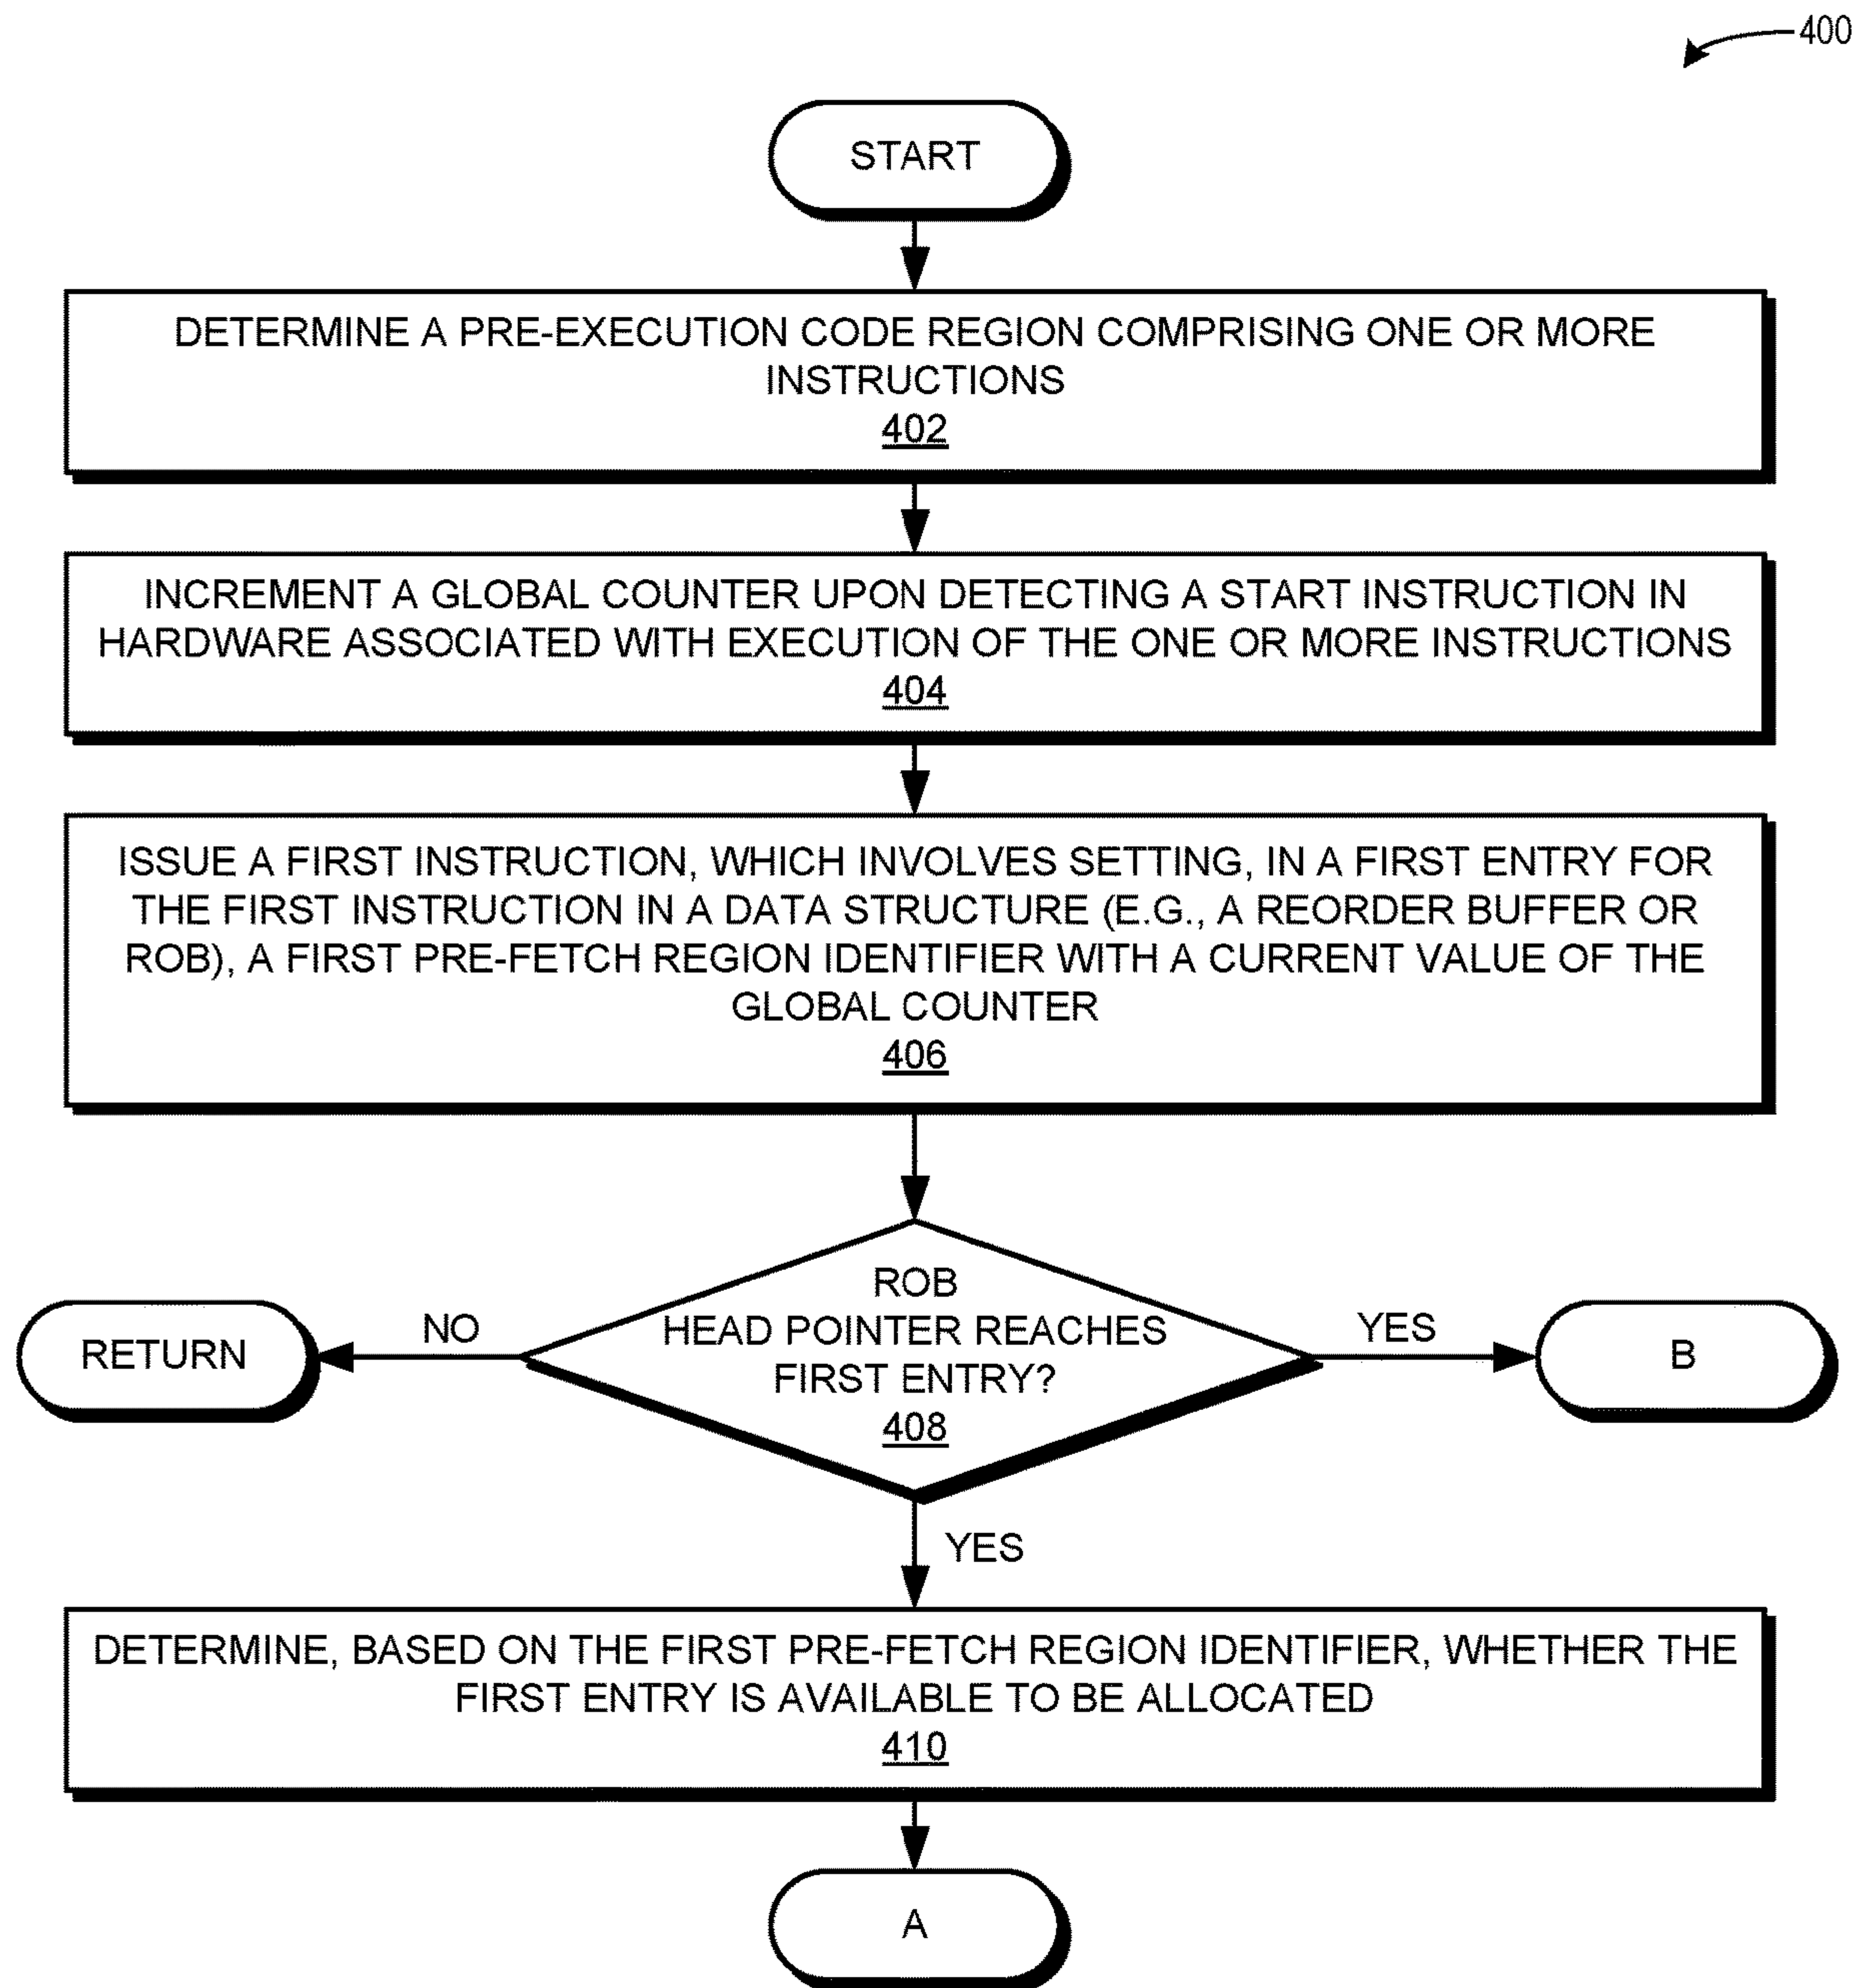 400
START
DETERMINE A PRE-EXECUTION CODE REGION COMPRISING ONE OR MORE
INSTRUCTIONS
402
INCREMENT A GLOBAL COUNTER UPON DETECTING A START INSTRUCTION IN
HARDWARE ASSOCIATED WITH EXECUTION OF THE ONE OR MORE INSTRUCTIONS
404
ISSUE A FIRST INSTRUCTION, WHICH INVOLVES SETTING, IN A FIRST ENTRY FOR
THE FIRST INSTRUCTION IN A DATA STRUCTURE (E.G., A REORDER BUFFER OR
ROB), A FIRST PRE-FETCH REGION IDENTIFIER WITH A CURRENT VALUE OF THE
GLOBAL COUNTER
406
RETURN
NO
ROB
HEAD POINTER REACHES
FIRST ENTRY?
408
YES
B
YES
DETERMINE, BASED ON THE FIRST PRE-FETCH REGION IDENTIFIER, WHETHER THE
FIRST ENTRY IS AVAILABLE TO BE ALLOCATED
410
A